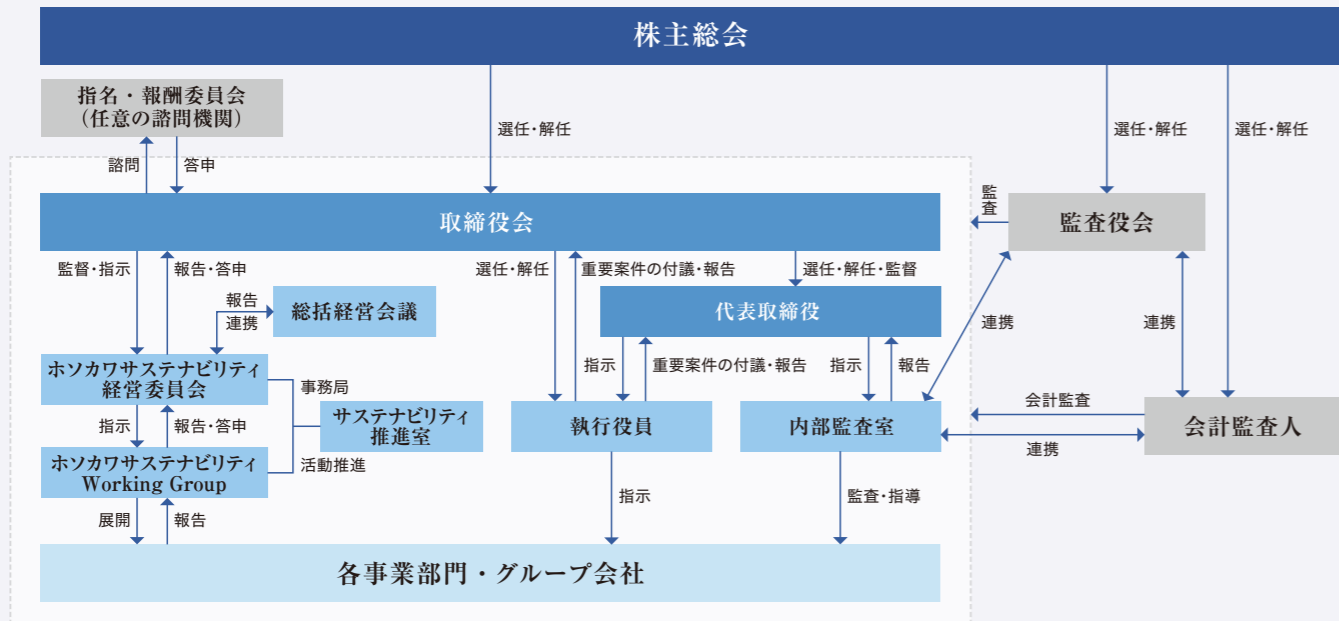 株主総会
指名・報酬委員会
（任意の諮問機関）
選任・解任
選任・解任
選任・解任
諮問
答申
取締役会
監査
監査役会
監督・指示
報告・答申
選任・解任
重要案件の付議・報告
選任・解任・監督
報告
連携
総括経営会議
代表取締役
連携
連携
ホソカワサステナビリティ
経営委員会
指示
重要案件の付議・報告
指示
報告
事務局
サステナビリティ
推進室
執行役員
内部監査室
会計監査
会計監査人
連携
指示
報告・答申
ホソカワサステナビリティ
Working Group
活動推進
展開
報告
指示
監査・指導
各事業部門・グループ会社